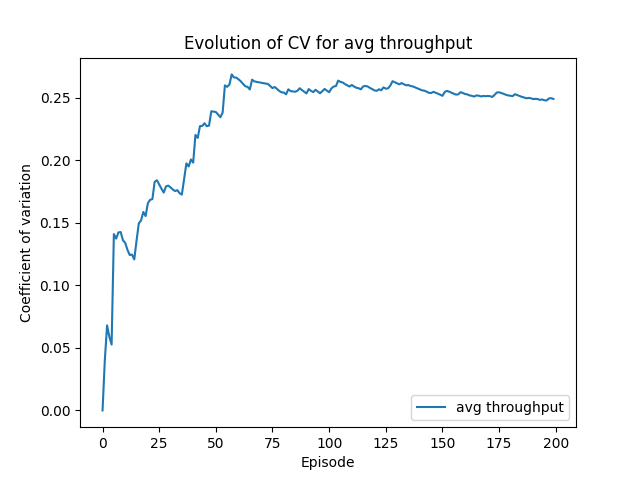 Evolution of CV for avg throughput
Coefficient of variation
0.25
0.20
0.15
0.10
0.05
0.00
avg throughput
0 25 50 75 100 125 150 175 200
Episode